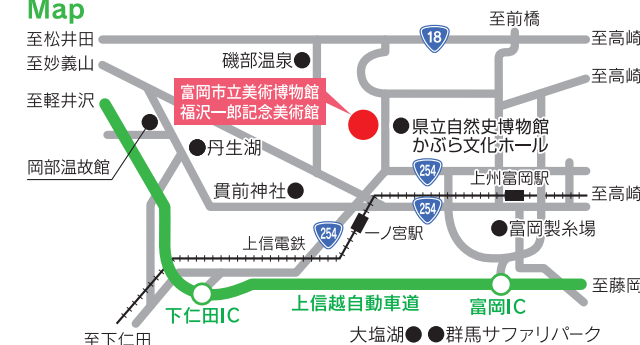 Map
至前橋
至松井田
18
至高崎
至妙義山
磯部温泉
至高崎
富岡市立美術博物館
福沢一郎記念美術館
至軽井沢
県立自然史博物館
かぶら文化ホール
丹生湖
岡部温故館
254
上州富岡駅
貫前神社
至高崎
254
254
一ノ宮駅
富岡製糸場
上信電鉄
至藤岡
上信越自動車道
下仁田IC
富岡IC
至下仁田
大塩湖
群馬サファリパーク